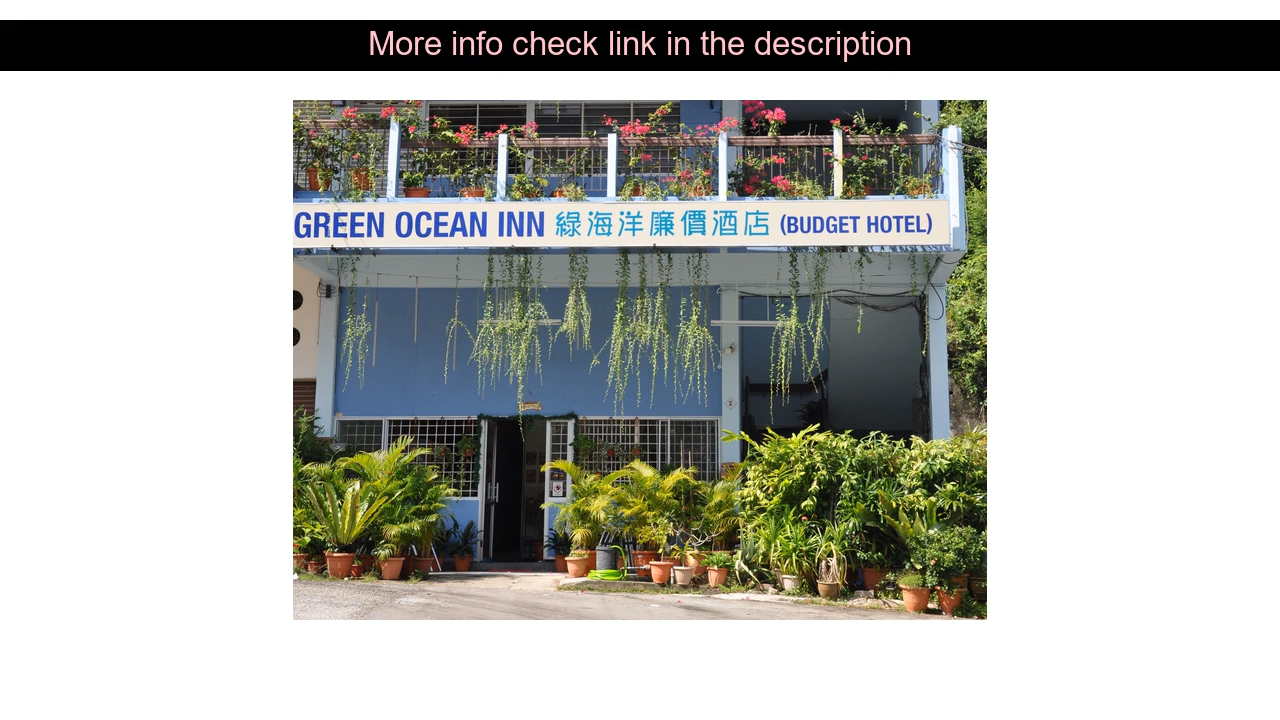 More info check link in the description
GREEN OCEAN INN 綠海洋廉價酒店 (BUDGET HOTEL)